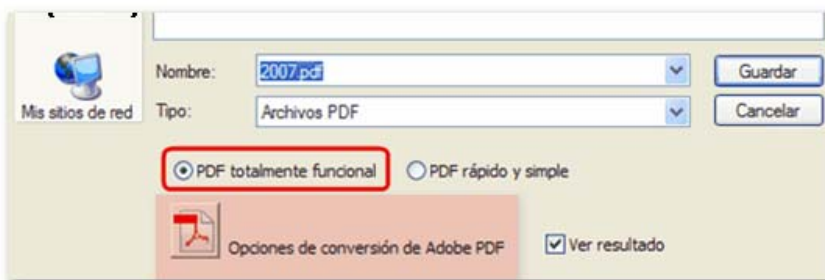 Nombre: 2007.pdf Guardar
Mis sitios de red Tipo: Archivos PDF Cancelar
PDF totalmente funcional PDF rápido y simple
Opciones de conversión de Adobe PDF Ver resultado